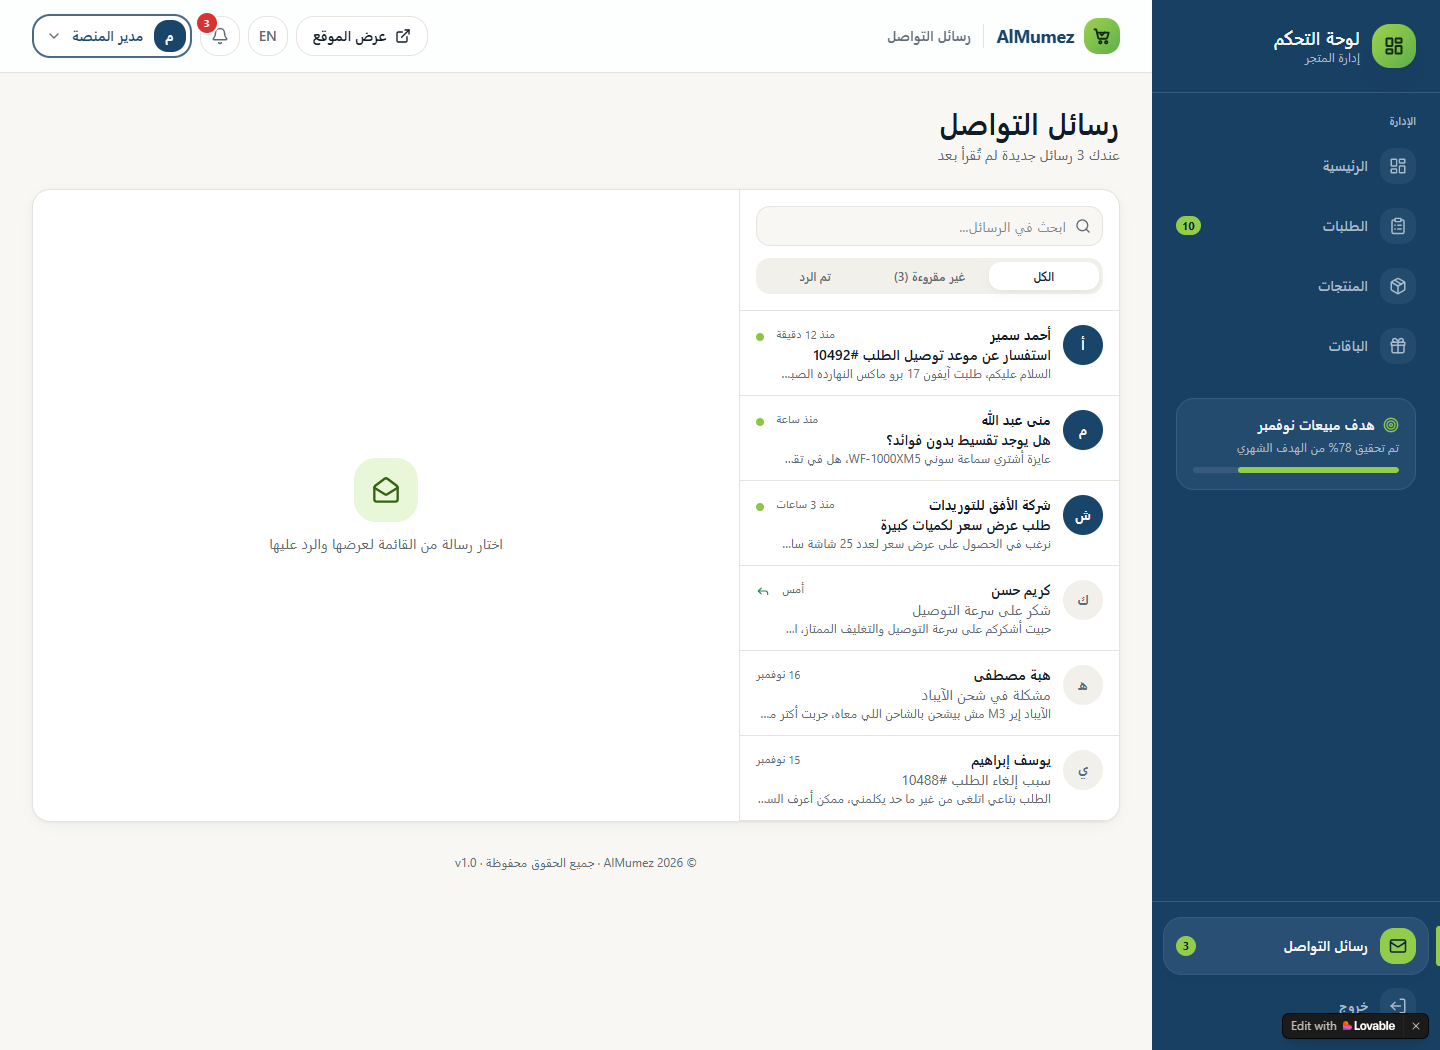 لوحة التحكم
إدارة المتجر
الإدارة
الرئيسية
الطلبات
10
المنتجات
الباقات
هدف مبيعات نوفمبر
تم تحقيق 78% من الهدف الشهري
رسائل التواصل
3
خروج
Edit with Lovable ×
AlMumez
رسائل التواصل
عرض الموقع
EN
3
م
مدير المنصة
رسائل التواصل
عندك 3 رسائل جديدة لم تُقرأ بعد
ابحث في الرسائل...
الكل
غير مقروءة (3)
تم الرد
أ
أحمد سمير
منذ 12 دقيقة
استفسار عن موعد توصيل الطلب #10492
السلام عليكم، طلبت آيفون 17 برو ماكس النهارده الصبـ...
م
منى عبد الله
منذ ساعة
هل يوجد تقسيط بدون فوائد؟
عايزة أشتري سماعة سوني WF-1000XM5، هل في تقـ...
ش
شركة الأفق للتوريدات
منذ 3 ساعات
طلب عرض سعر لكميات كبيرة
نرغب في الحصول على عرض سعر لعدد 25 شاشة سا...
ك
كريم حسن
أمس
شكر على سرعة التوصيل
حبيت أشكركم على سرعة التوصيل والتغليف الممتاز، ا...
ه
هبة مصطفى
16 نوفمبر
مشكلة في شحن الآيباد
الآيباد إير M3 مش بيشحن بالشاحن اللي معاه، جربت أكتر مـ...
ي
يوسف إبراهيم
15 نوفمبر
سبب إلغاء الطلب #10488
الطلب بتاعي اتلغى من غير ما حد يكلمني، ممكن أعرف السـ...
اختار رسالة من القائمة لعرضها والرد عليها
© 2026 AlMumez · جميع الحقوق محفوظة · v1.0